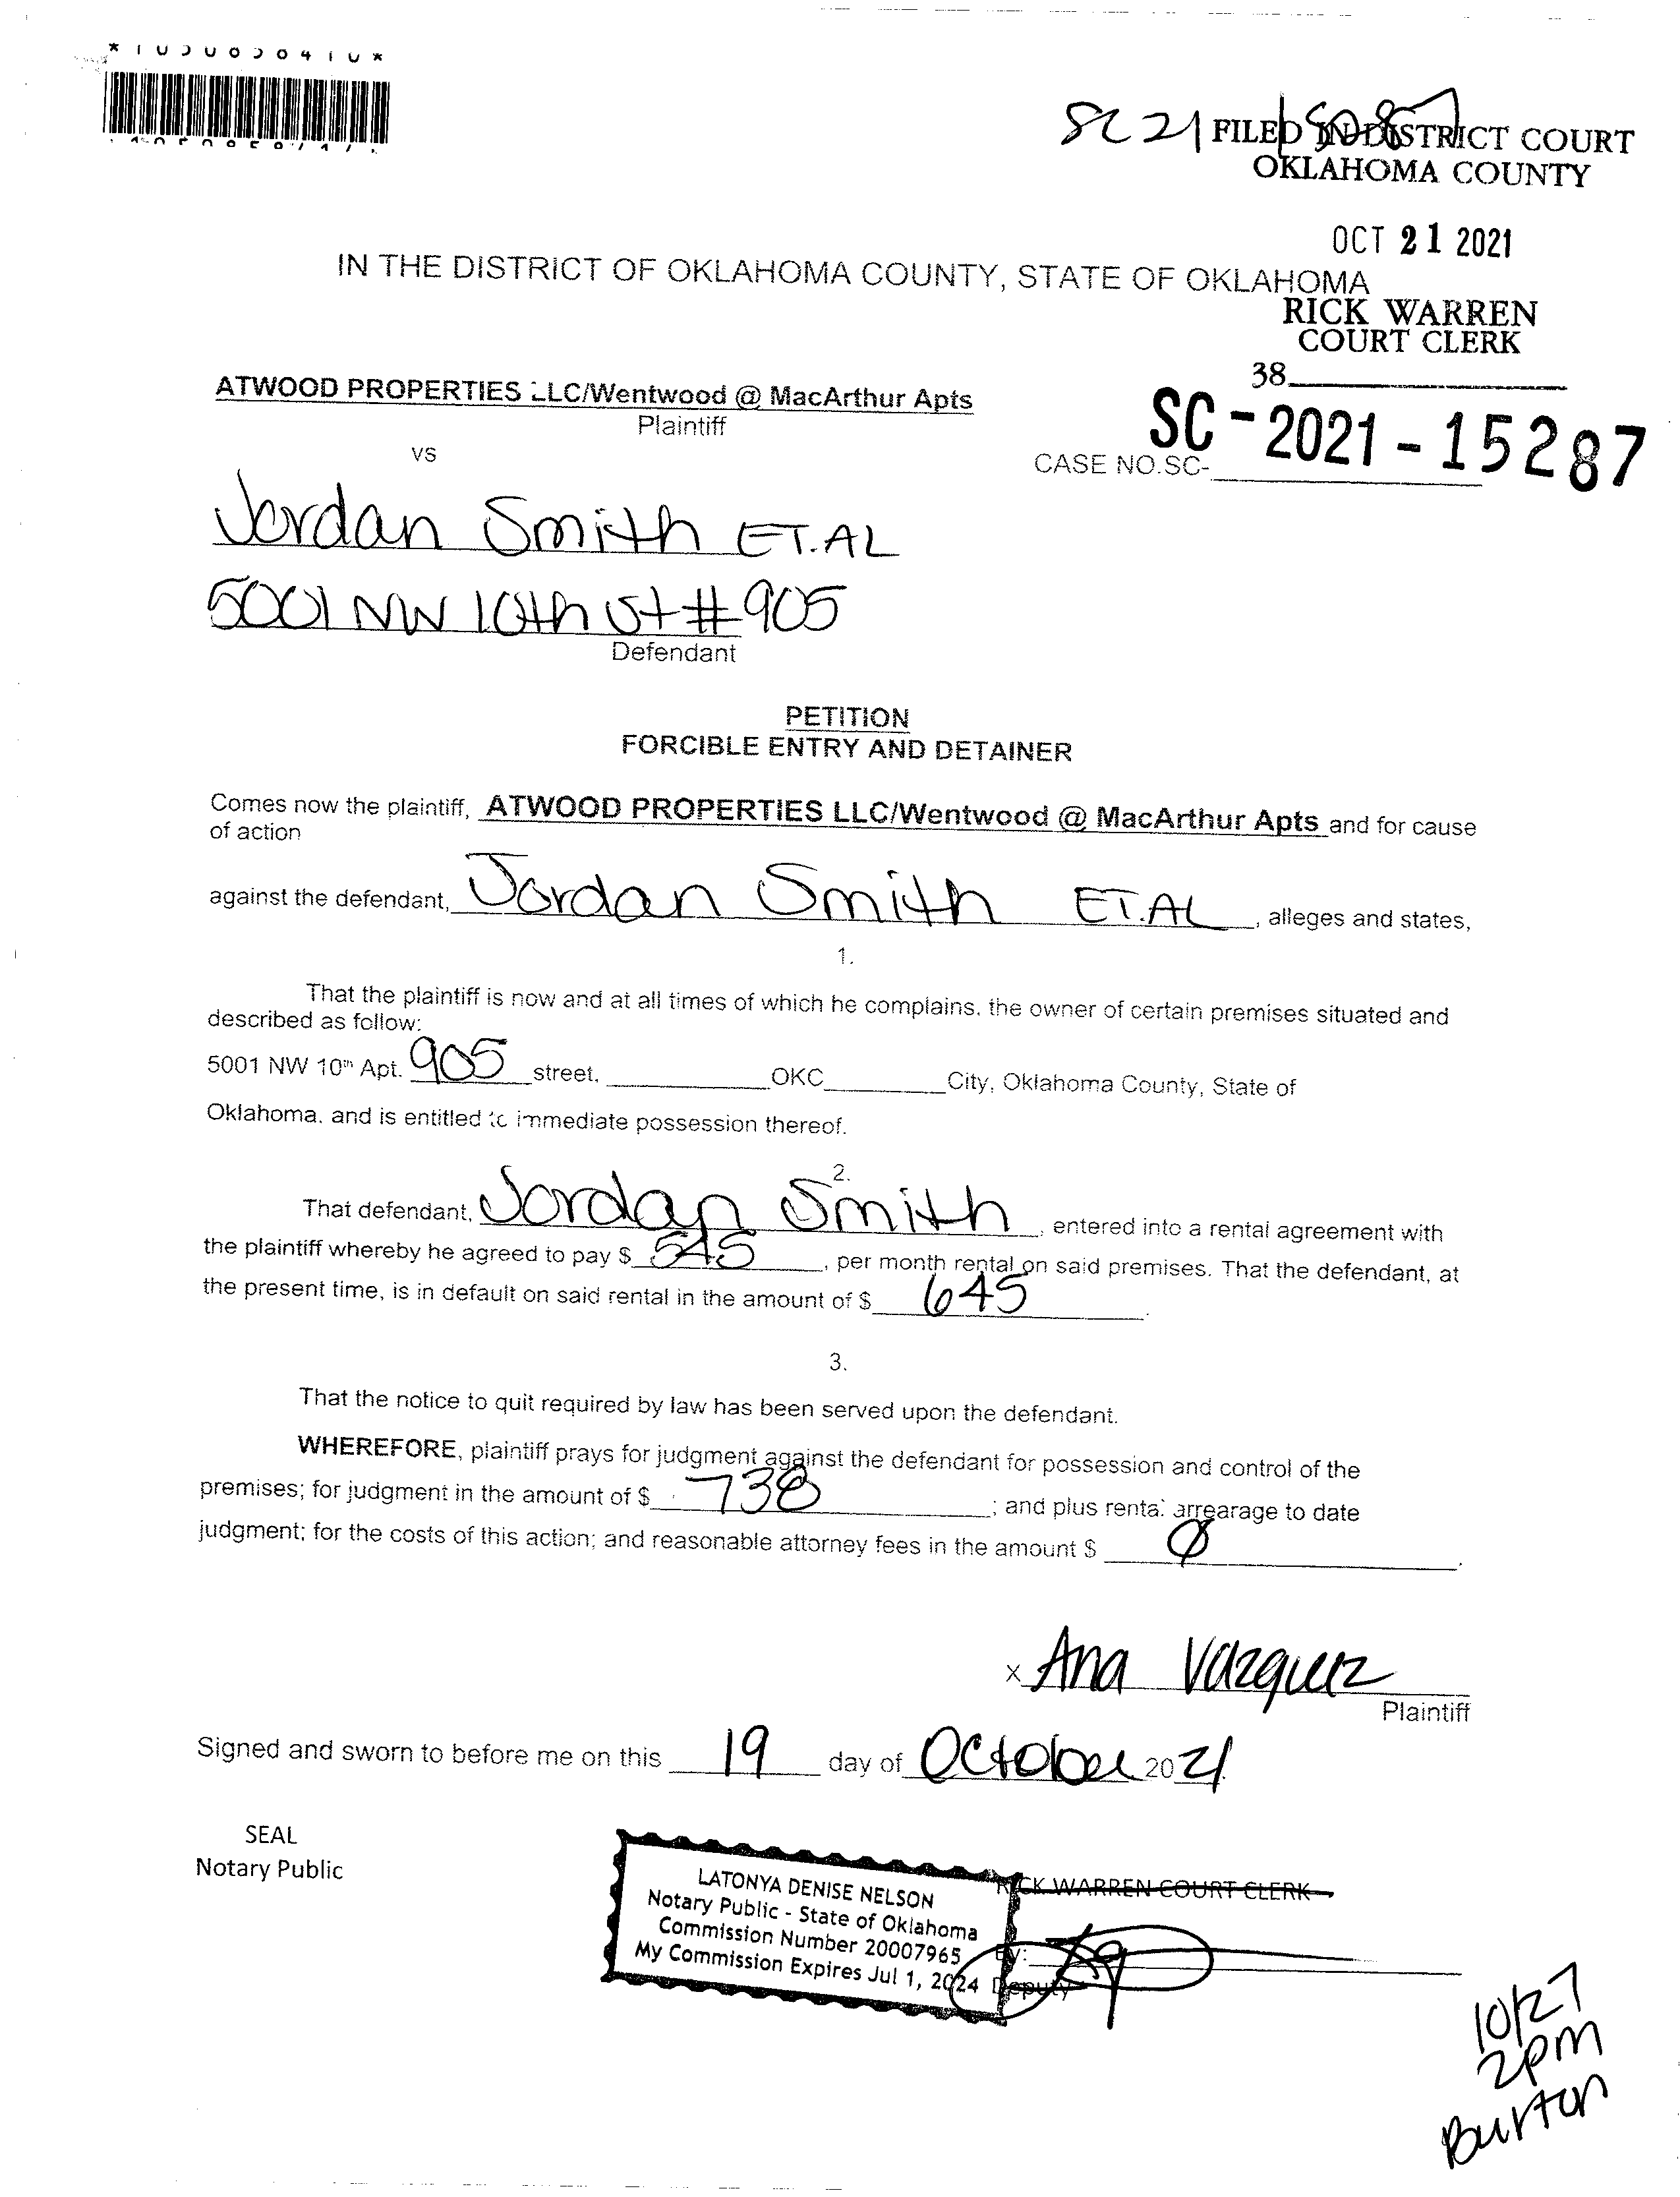 SC 21
FILED IN DISTRICT COURT
OKLAHOMA COUNTY
OCT 21 2021
IN THE DISTRICT OF OKLAHOMA COUNTY, STATE OF OKLAHOMA
RICK WARREN
COURT CLERK
38
ATWOOD PROPERTIES LLC/Wentwood @ MacArthur Apts
Plaintiff
vs
CASE NO.SC- SC-2021-15287
Jordan Smith ET.AL
5001 NW 10th St # 905
Defendant
PETITION
FORCIBLE ENTRY AND DETAINER
Comes now the plaintiff, ATWOOD PROPERTIES LLC/Wentwood @ MacArthur Apts and for cause
of action
against the defendant, Jordan Smith ET.AL , alleges and states,
1.
That the plaintiff is now and at all times of which he complains, the owner of certain premises situated and
described as follow:
5001 NW 10th Apt. 905 street, OKC City, Oklahoma County, State of
Oklahoma, and is entitled to immediate possession thereof.
2.
That defendant, Jordan Smith , entered into a rental agreement with
the plaintiff whereby he agreed to pay $ 545 , per month rental on said premises. That the defendant, at
the present time, is in default on said rental in the amount of $ 645 .
3.
That the notice to quit required by law has been served upon the defendant.
WHEREFORE, plaintiff prays for judgment against the defendant for possession and control of the
premises; for judgment in the amount of $ 738 ; and plus rental arrearage to date
judgment; for the costs of this action; and reasonable attorney fees in the amount $ 0 .
x Ana Vazquez
Plaintiff
Signed and sworn to before me on this 19 day of October 2021.
SEAL
Notary Public
LATONYA DENISE NELSON
Notary Public - State of Oklahoma
Commission Number 20007965
My Commission Expires Jul 1, 2024
RICK WARREN COURT CLERK
By:
Deputy
10/27
2pm
Burton